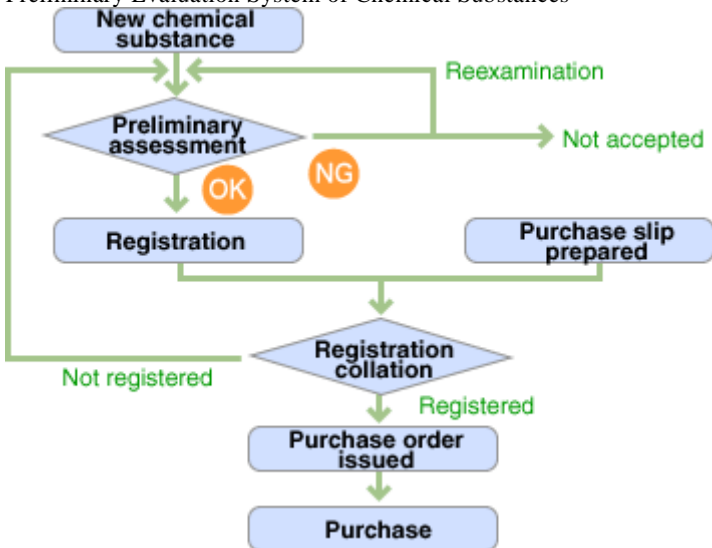 Preliminary Evaluation System of Chemical Substances
New chemical
substance
Reexamination
Preliminary
assessment
Not accepted
OK
NG
Registration
Purchase slip
prepared
Registration
collation
Not registered
Registered
Purchase order
issued
Purchase